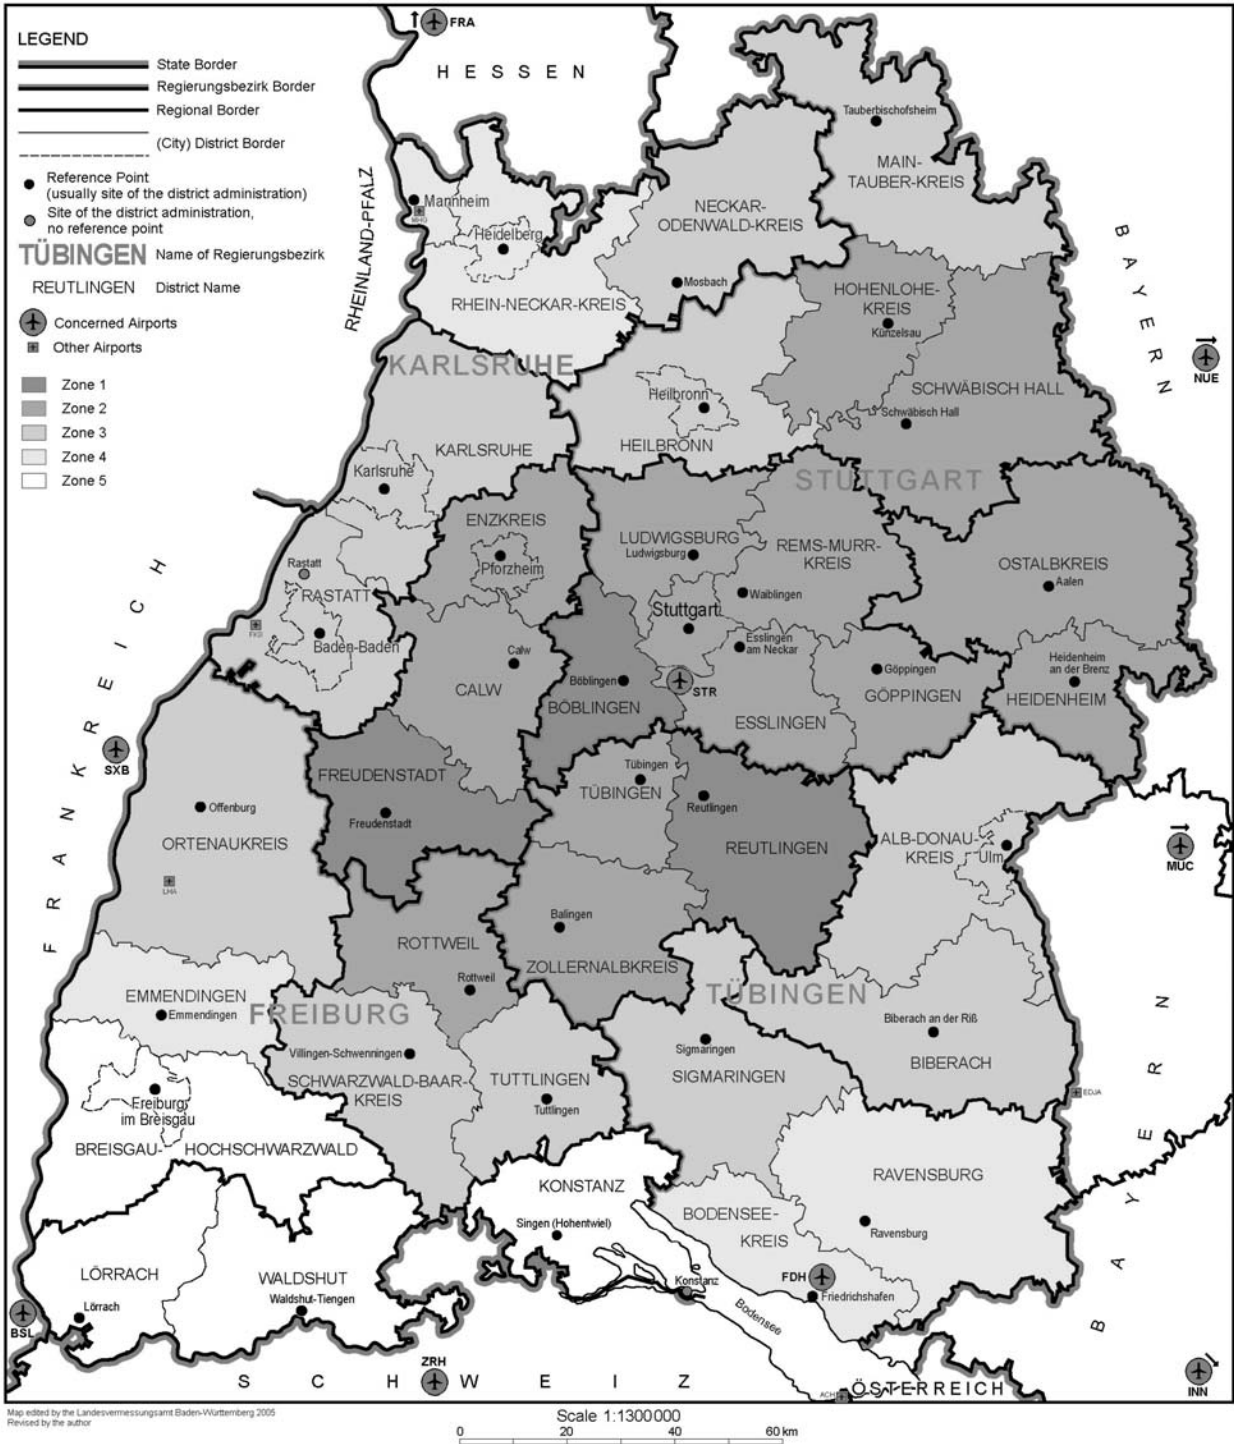 LEGEND
State Border
Regierungsbezirk Border
Regional Border
(City) District Border
Reference Point
(usually site of the district administration)
Site of the district administration,
no reference point
TÜBINGEN Name of Regierungsbezirk
REUTLINGEN District Name
Concerned Airports
Other Airports
Zone 1
Zone 2
Zone 3
Zone 4
Zone 5
FRA
HESSEN
RHEINLAND-PFALZ
BAYERN
NUE
Tauberbischofsheim
MAIN-
TAUBER-KREIS
Mannheim
MHG
Heidelberg
NECKAR-
ODENWALD-KREIS
Mosbach
RHEIN-NECKAR-KREIS
HOHENLOHE-
KREIS
Künzelsau
KARLSRUHE
SCHWÄBISCH HALL
Schwäbisch Hall
Heilbronn
HEILBRONN
KARLSRUHE
Karlsruhe
STUTTGART
ENZKREIS
Pforzheim
LUDWIGSBURG
Ludwigsburg
REMS-MURR-
KREIS
Waiblingen
OSTALBKREIS
Aalen
Rastatt
RASTATT
FKB
Baden-Baden
Stuttgart
Esslingen
am Neckar
Calw
CALW
Böblingen
BÖBLINGEN
STR
ESSLINGEN
Göppingen
GÖPPINGEN
Heidenheim
an der Brenz
HEIDENHEIM
FRANKREICH
SXB
FREUDENSTADT
Freudenstadt
Tübingen
TÜBINGEN
Reutlingen
REUTLINGEN
Offenburg
ORTENAUKREIS
LHA
ALB-DONAU-
KREIS
Ulm
MUC
ROTTWEIL
Rottweil
Balingen
ZOLLERNALBKREIS
TÜBINGEN
EMMENDINGEN
Emmendingen
FREIBURG
Biberach an der Riß
BIBERACH
Villingen-Schwenningen
SCHWARZWALD-BAAR-
KREIS
TUTTLINGEN
Tuttlingen
Sigmaringen
SIGMARINGEN
EDJA
Freiburg
im Breisgau
BREISGAU-
HOCHSCHWARZWALD
KONSTANZ
Singen (Hohentwiel)
RAVENSBURG
Ravensburg
BODENSEE-
KREIS
BAYERN
LÖRRACH
Lörrach
WALDSHUT
Waldshut-Tiengen
Konstanz
FDH
Friedrichshafen
Bodensee
BSL
ZRH
SCHWEIZ
ACH
ÖSTERREICH
INN
Map edited by the Landesvermessungsamt Baden-Württemberg 2005
Revised by the author
Scale 1:1300000
0 20 40 60 km